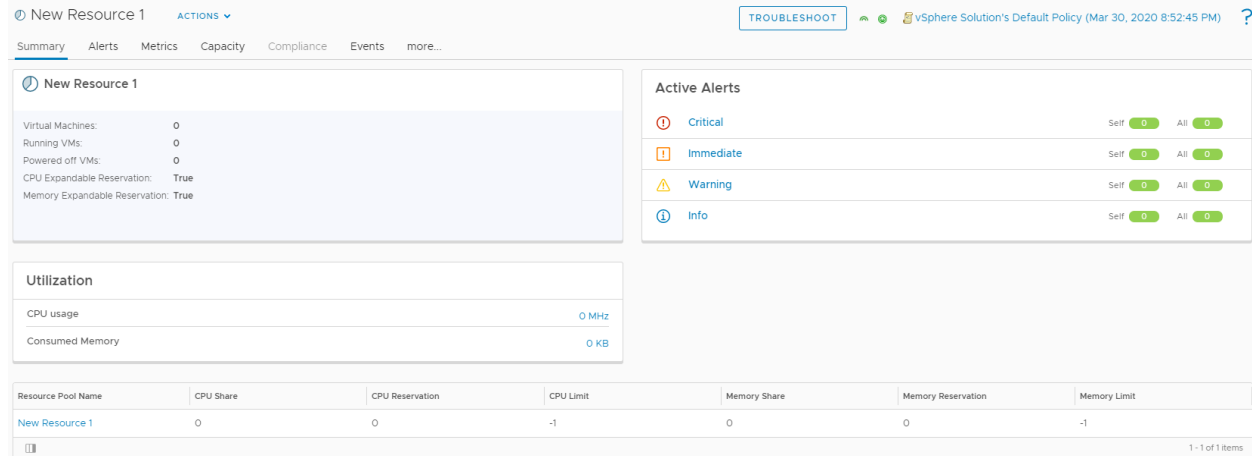 New Resource 1 ACTIONS TROUBLESHOOT vSphere Solution's Default Policy (Mar 30, 2020 8:52:45 PM) ?
Summary Alerts Metrics Capacity Compliance Events more...
New Resource 1
Virtual Machines: 0
Running VMs: 0
Powered off VMs: 0
CPU Expandable Reservation: True
Memory Expandable Reservation: True
Active Alerts
Critical Self 0 All 0
Immediate Self 0 All 0
Warning Self 0 All 0
Info Self 0 All 0
Utilization
CPU usage 0 MHz
Consumed Memory 0 KB
Resource Pool Name CPU Share CPU Reservation CPU Limit Memory Share Memory Reservation Memory Limit
New Resource 1 0 0 -1 0 0 -1
1 - 1 of 1 items